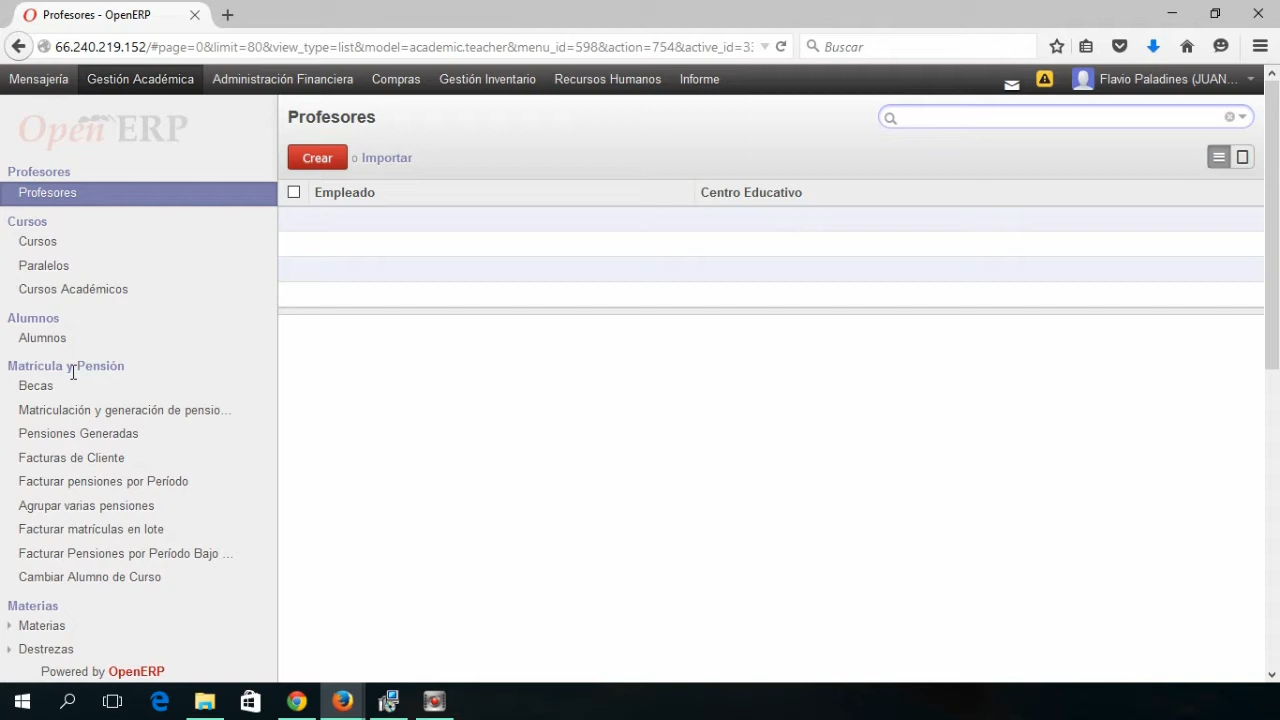 Profesores - OpenERP
66.240.219.152/#page=0&limit=80&view_type=list&model=academic.teacher&menu_id=598&action=754&active_id=3
Buscar
Mensajería Gestión Académica Administración Financiera Compras Gestión Inventario Recursos Humanos Informe Flavio Paladines (JUAN...
Open ERP
Profesores
Profesores
Cursos
Cursos
Paralelos
Cursos Académicos
Alumnos
Alumnos
Matrícula y Pensión
Becas
Matriculación y generación de pensio...
Pensiones Generadas
Facturas de Cliente
Facturar pensiones por Período
Agrupar varias pensiones
Facturar matrículas en lote
Facturar Pensiones por Período Bajo ...
Cambiar Alumno de Curso
Materias
Materias
Destrezas
Powered by OpenERP
Profesores
Crear o Importar
Empleado Centro Educativo